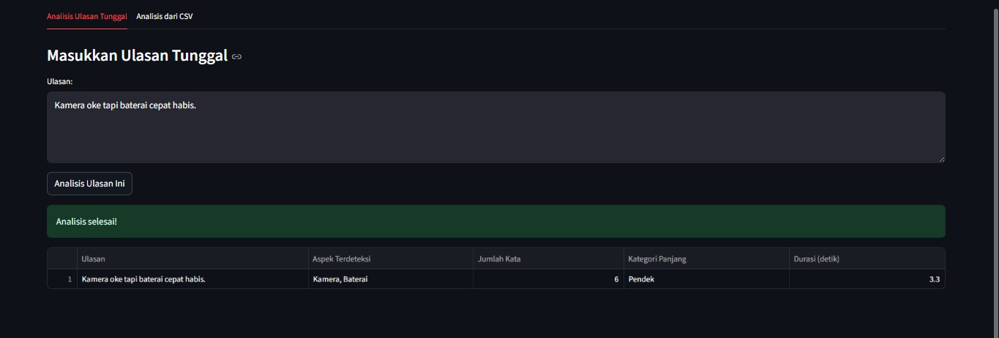 Analisis Ulasan Tunggal Analisis dari CSV
Masukkan Ulasan Tunggal
Ulasan:
Kamera oke tapi baterai cepat habis.
Analisis Ulasan Ini
Analisis selesai!
Ulasan Aspek Terdeteksi Jumlah Kata Kategori Panjang Durasi (detik)
1 Kamera oke tapi baterai cepat habis. Kamera, Baterai 6 Pendek 3.3